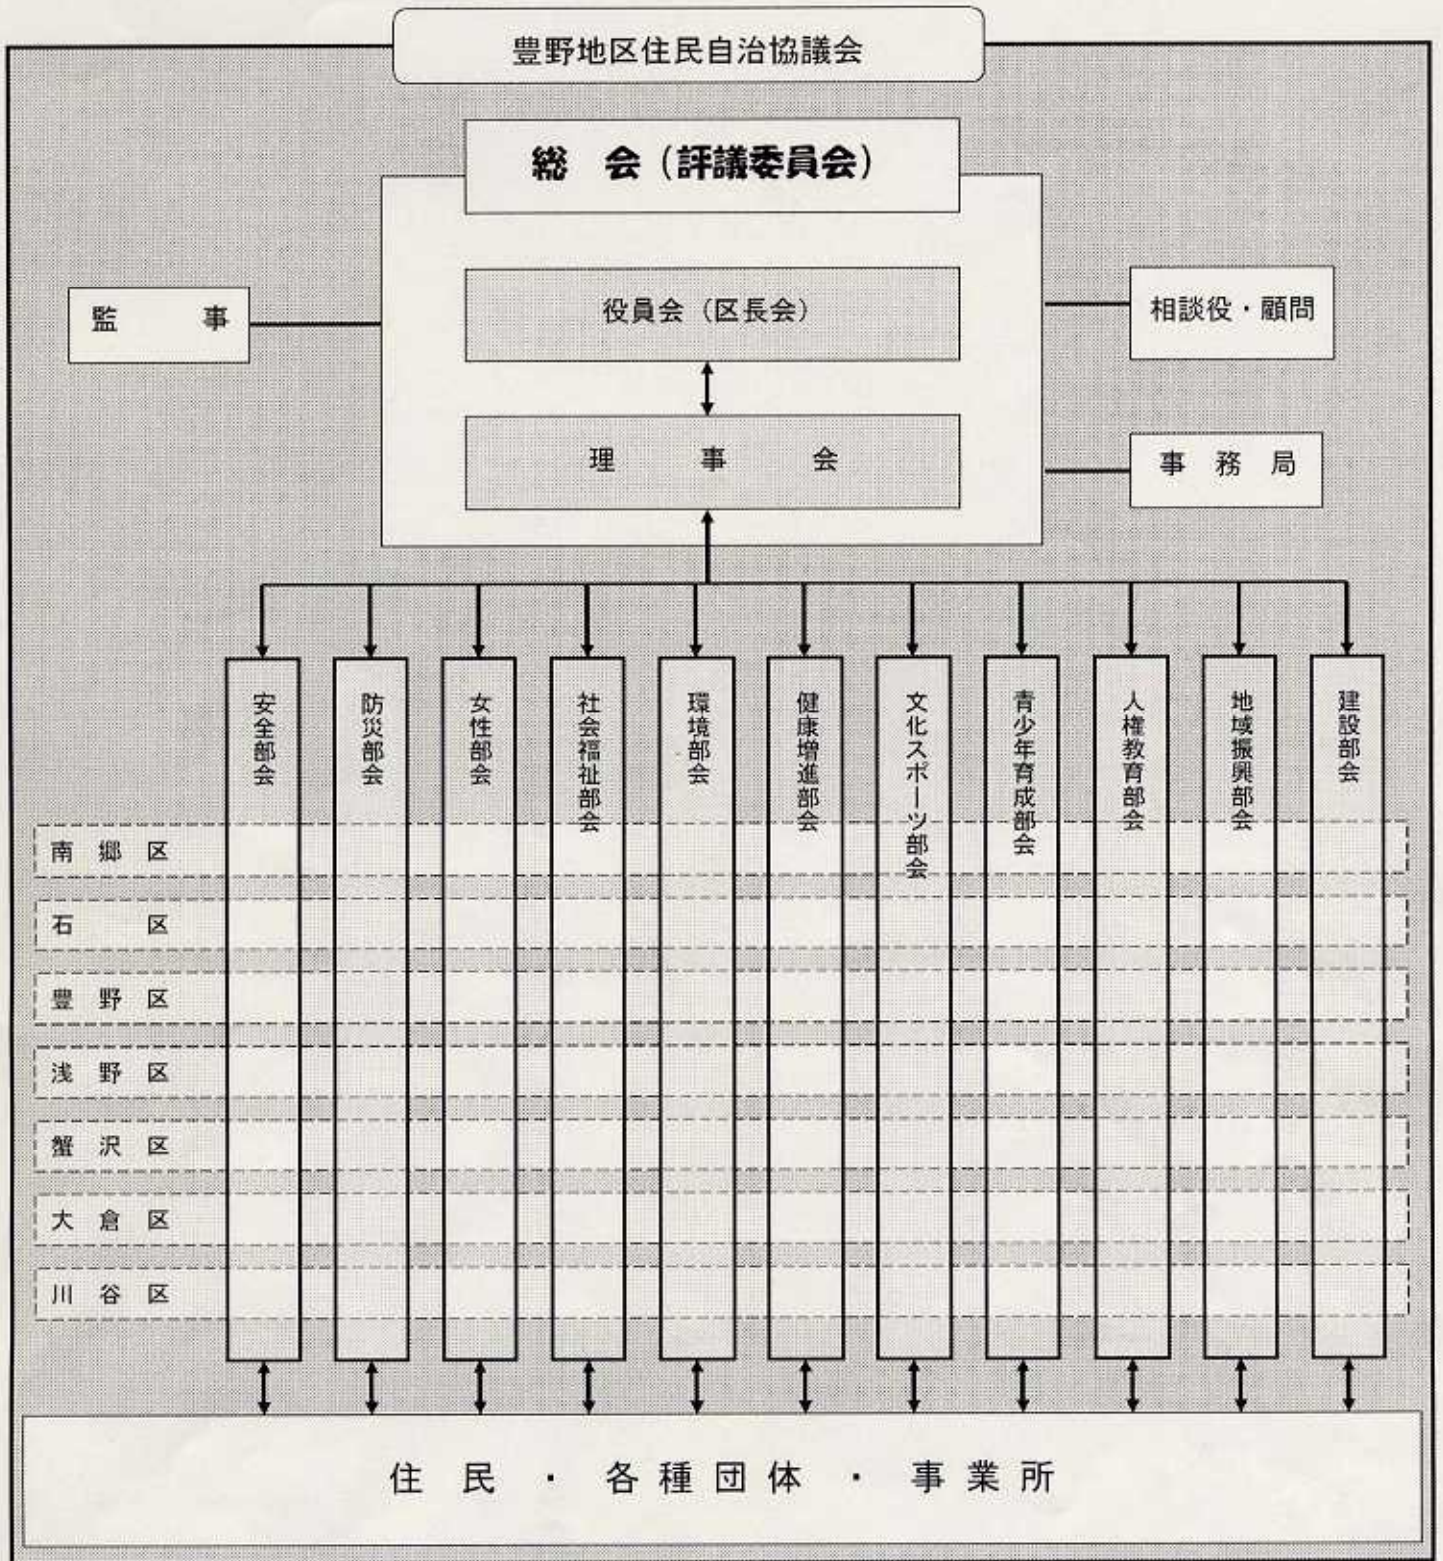 豊野地区住民自治協議会
総　会（評議委員会）
役員会（区長会）
監　　事
相談役・顧問
理　　事　　会
事　務　局
安全部会
防災部会
女性部会
社会福祉部会
環境部会
健康増進部会
文化スポーツ部会
青少年育成部会
人権教育部会
地域振興部会
建設部会
南　郷　区
石　　　区
豊　野　区
浅　野　区
蟹　沢　区
大　倉　区
川　谷　区
住　民　・　各 種 団 体　・　事 業 所